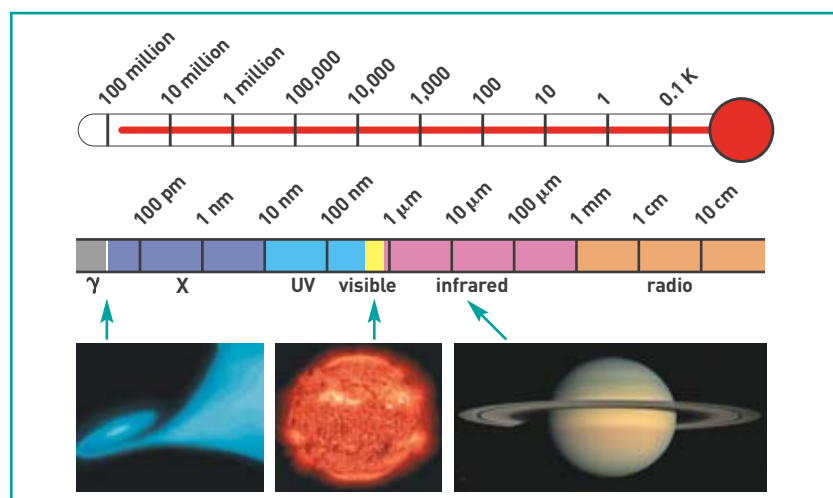 100 million 10 million 1 million 100,000 10,000 1,000 100 10 1 0.1 K
100 pm 1 nm 10 nm 100 nm 1 μm 10 μm 100 μm 1 mm 1 cm 10 cm
γ X UV visible infrared radio